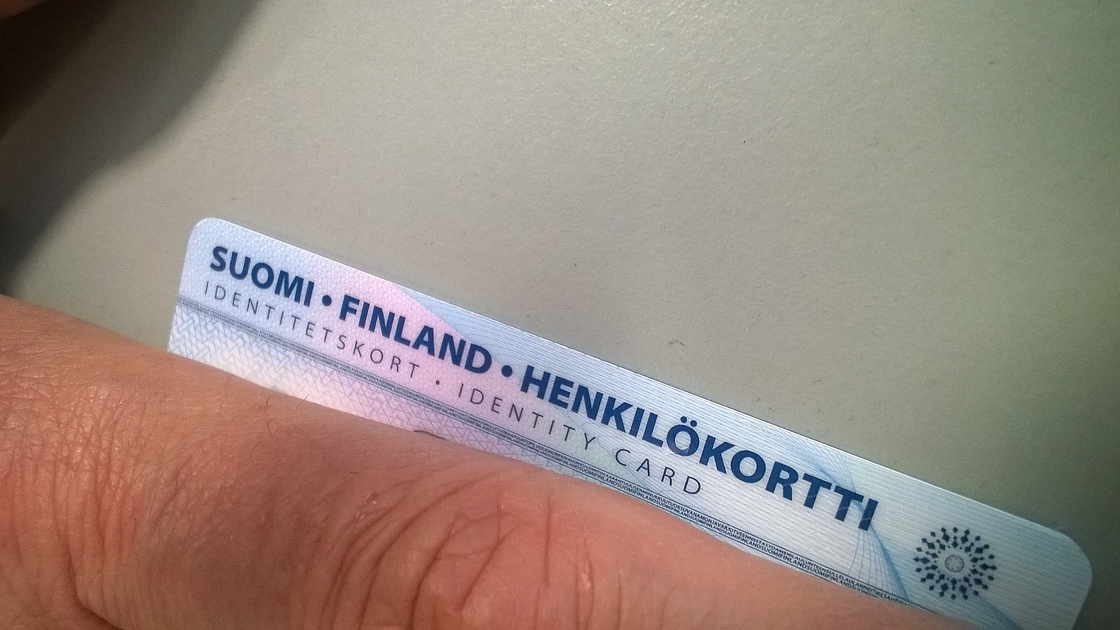 SUOMI • FINLAND • HENKILÖKORTTI
IDENTITETSKORT • IDENTITY CARD